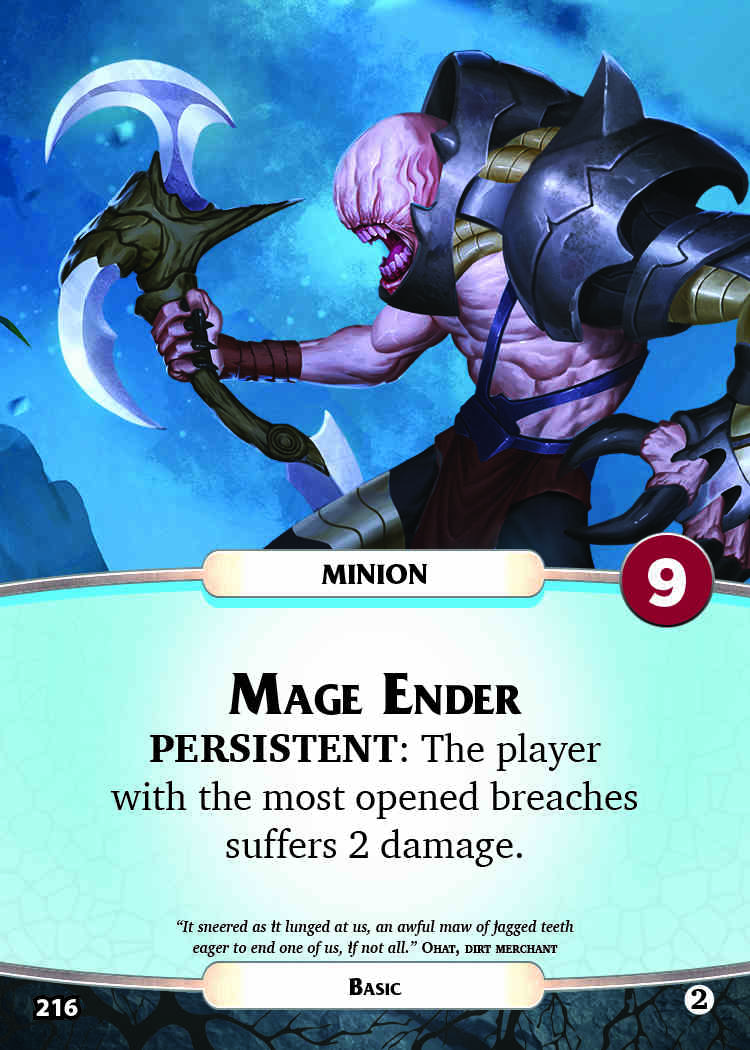 MINION
9
Mage Ender
PERSISTENT: The player
with the most opened breaches
suffers 2 damage.
“It sneered as it lunged at us, an awful maw of jagged teeth
eager to end one of us, if not all.” Ohat, dirt merchant
Basic
216
2